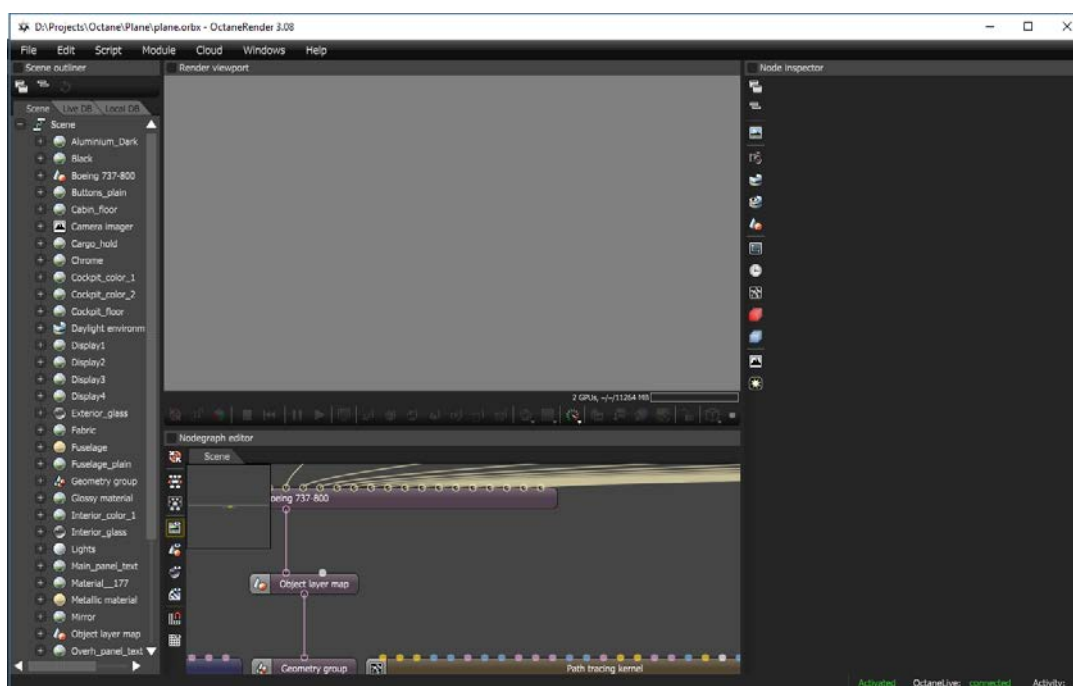 D:\Projects\Octane\Plane\plane.orbx - OctaneRender 3.08
File Edit Script Module Cloud Windows Help
Scene outliner
Render viewport
Node inspector
Scene Live DB Local DB
Scene
Aluminium_Dark
Black
Boeing 737-800
Buttons_plain
Cabin_floor
Camera imager
Cargo_hold
Chrome
Cockpit_color_1
Cockpit_color_2
Cockpit_floor
Daylight environm
Display1
Display2
Display3
Display4
Exterior_glass
Fabric
Fuselage
Fuselage_plain
Geometry group
Glossy material
Interior_color_1
Interior_glass
Lights
Main_panel_text
Material__177
Metallic material
Mirror
Object layer map
Overh_panel_text
2 GPUs, ~/~/11264 MB
Nodegraph editor
Scene
oeing 737-800
Object layer map
Geometry group
Path tracing kernel
Activated OctaneLive: connected Activity: